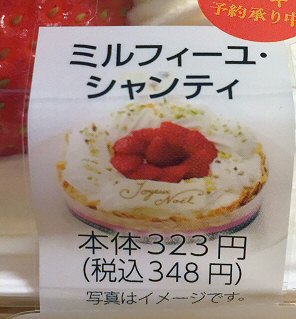 予約承り中
ミルフィーユ・
シャンティ
Joyeux
Noël
本体323円
(税込348円)
写真はイメージです。